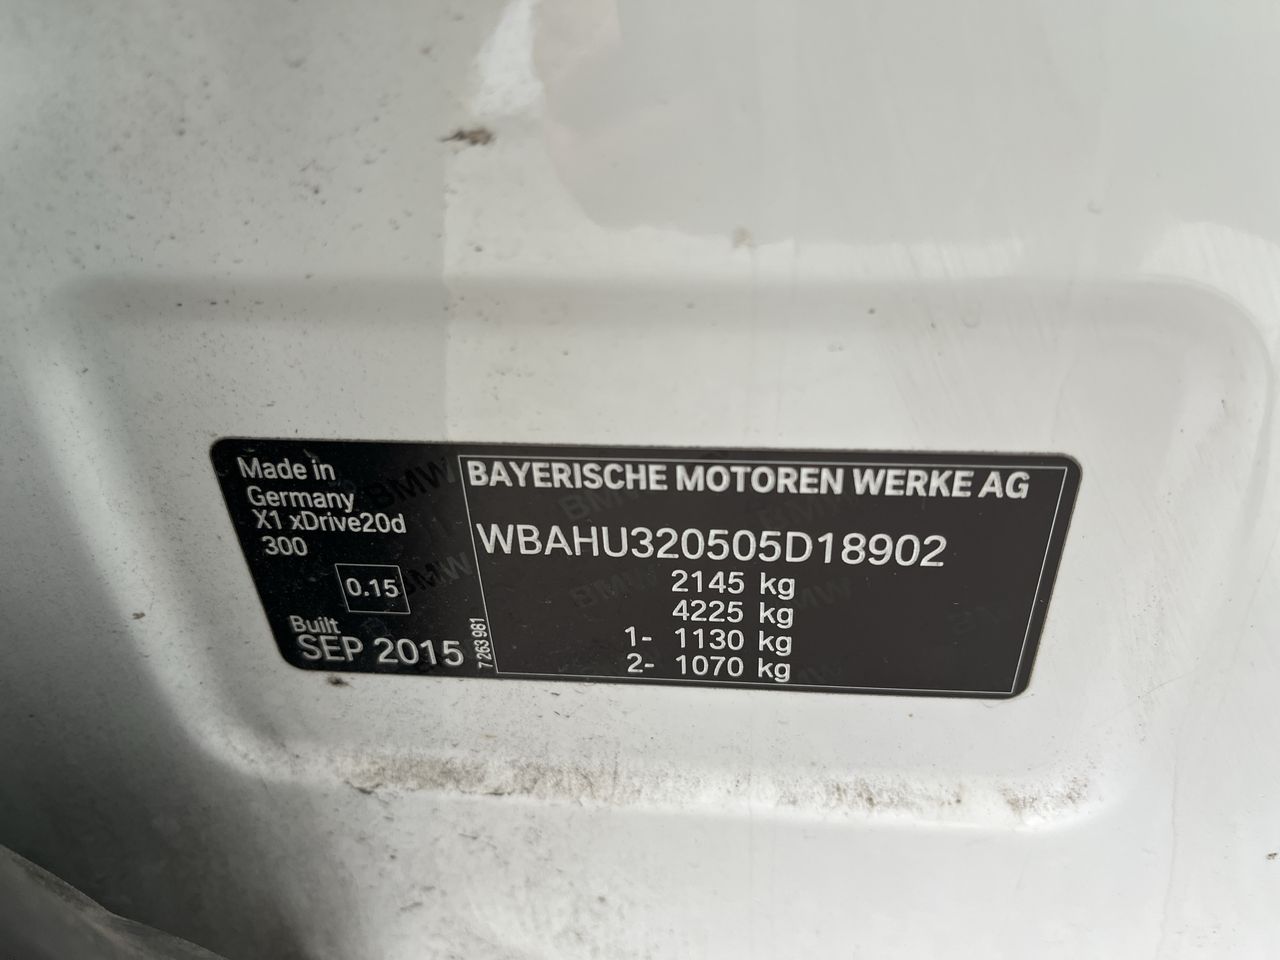 Made in
Germany
X1 xDrive20d
300
0.15
Built
SEP 2015
7 263 981
BAYERISCHE MOTOREN WERKE AG
WBAHU320505D18902
2145 kg
4225 kg
1- 1130 kg
2- 1070 kg